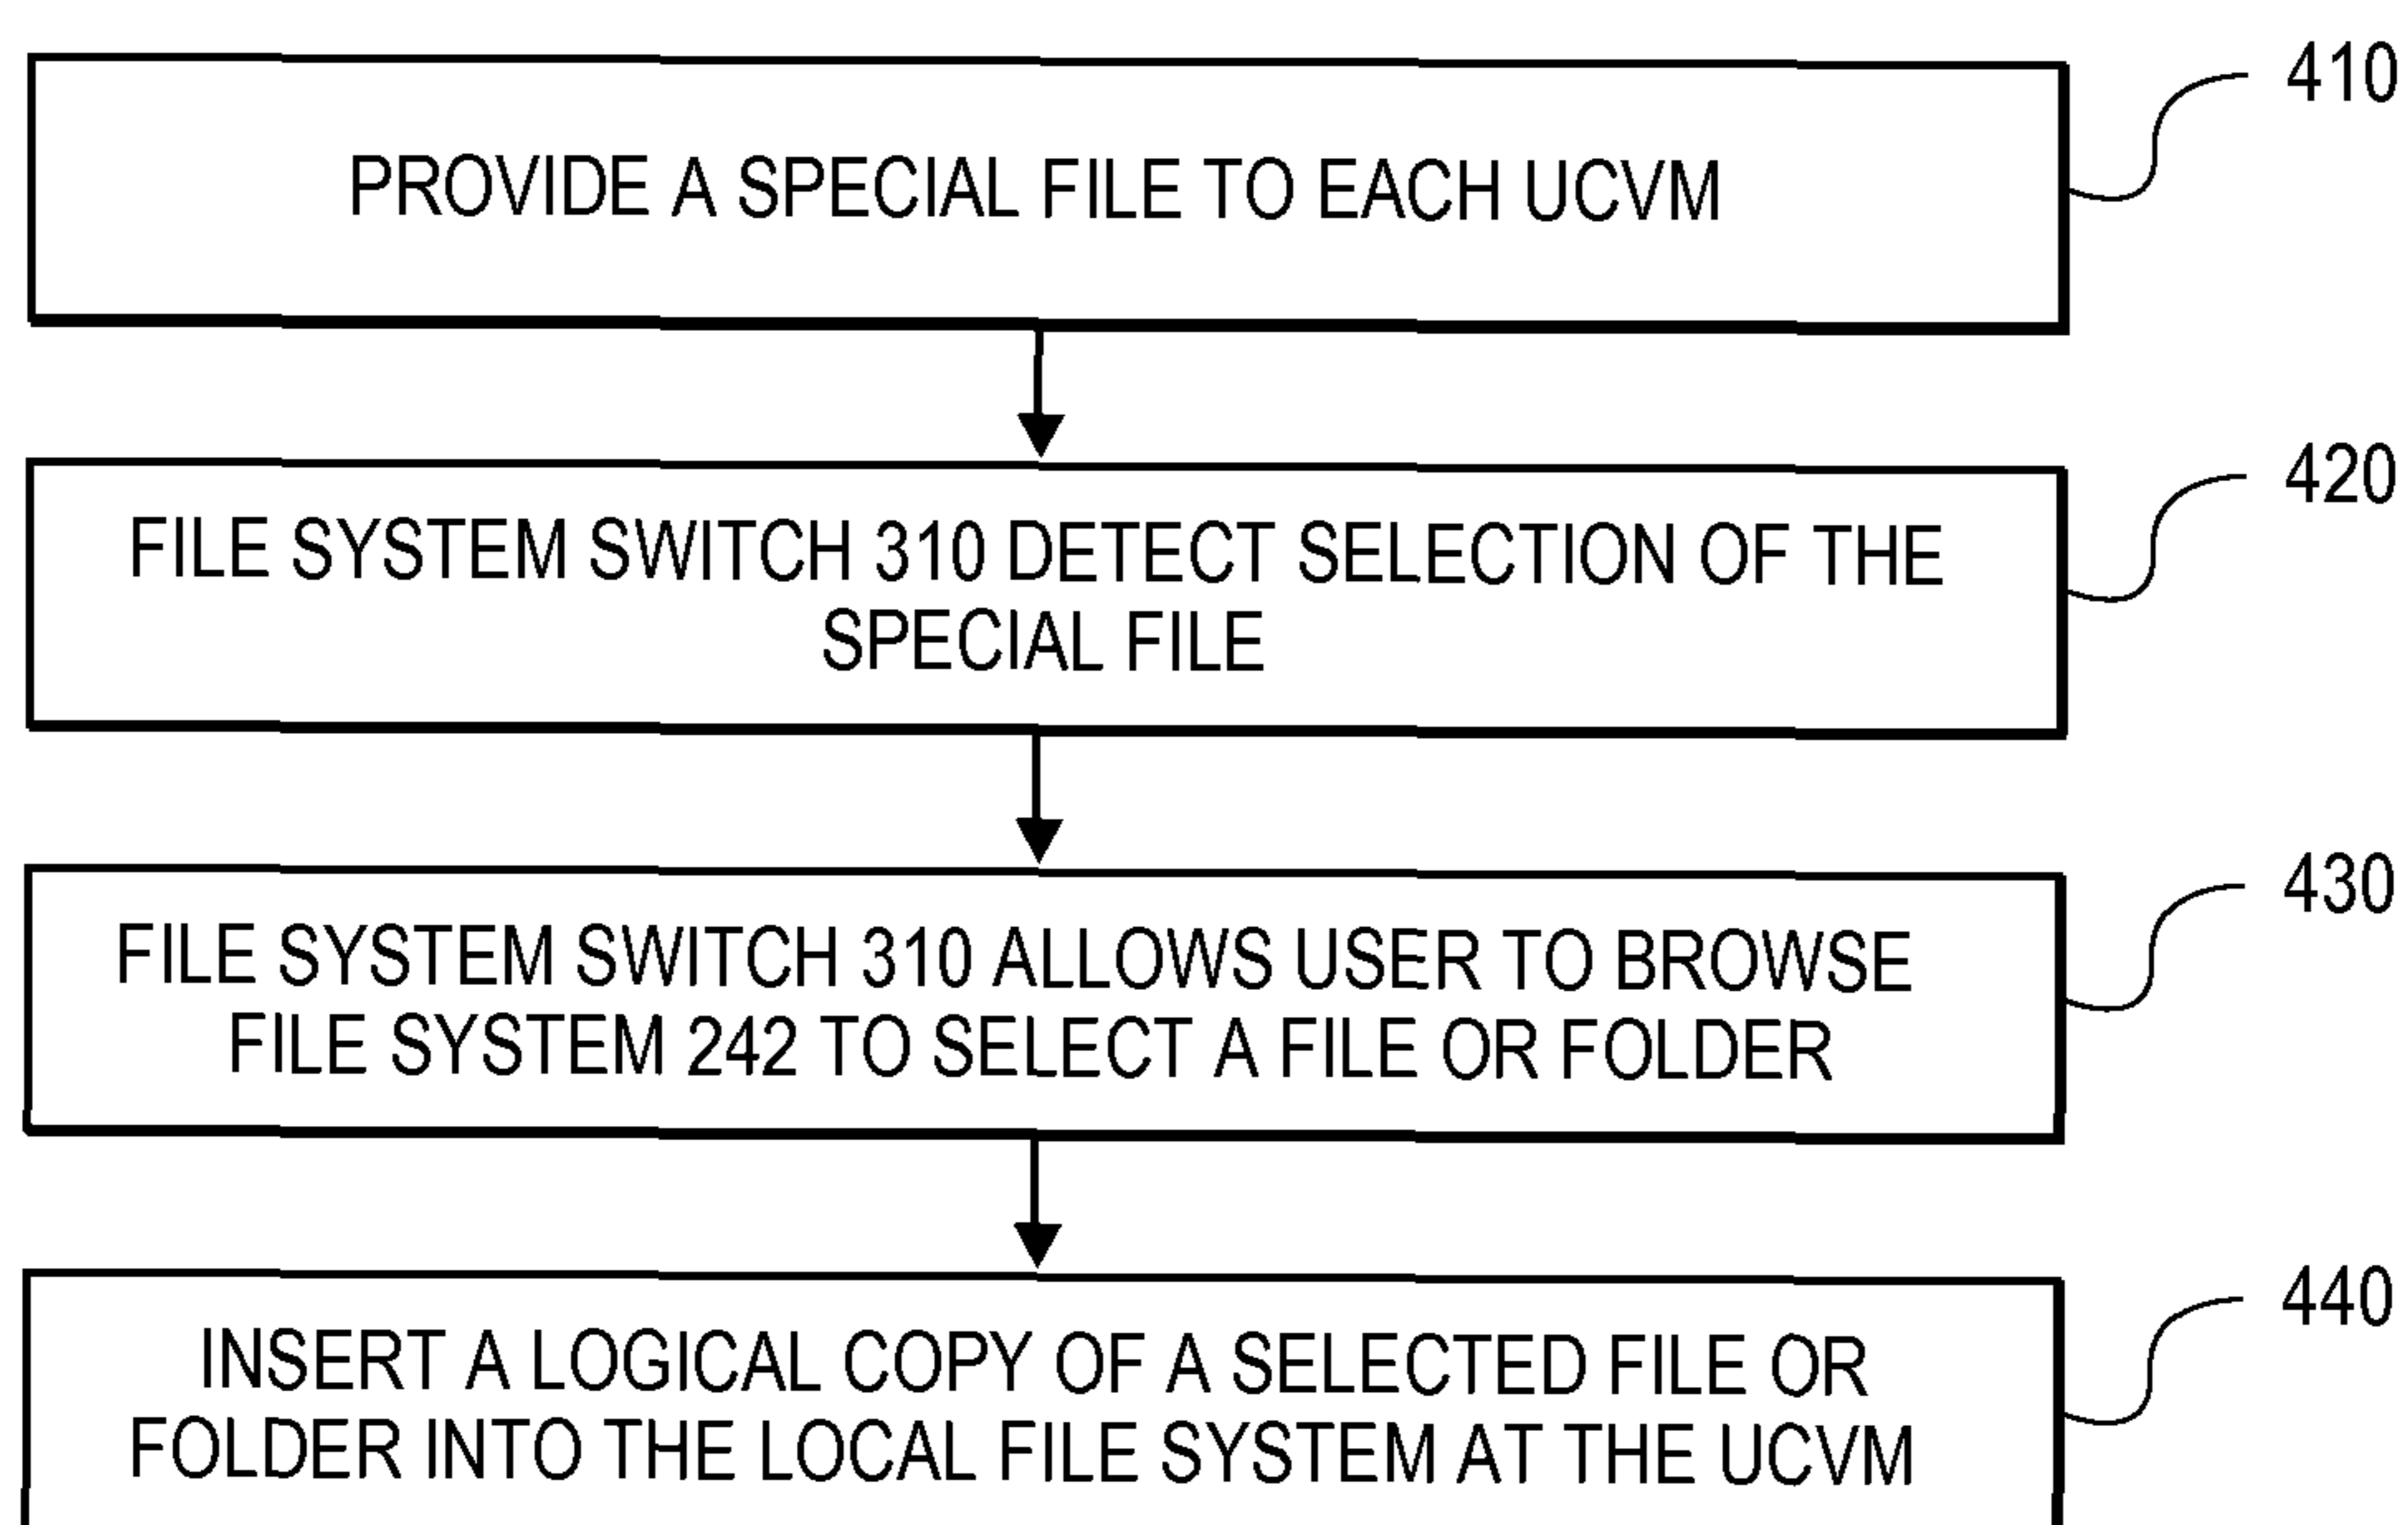 410
PROVIDE A SPECIAL FILE TO EACH UCVM
420
FILE SYSTEM SWITCH 310 DETECT SELECTION OF THE
SPECIAL FILE
430
FILE SYSTEM SWITCH 310 ALLOWS USER TO BROWSE
FILE SYSTEM 242 TO SELECT A FILE OR FOLDER
440
INSERT A LOGICAL COPY OF A SELECTED FILE OR
FOLDER INTO THE LOCAL FILE SYSTEM AT THE UCVM